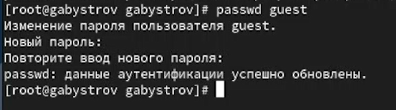 [root@gabystrov gabystrov]# passwd guest
Изменение пароля пользователя guest.
Новый пароль:
Повторите ввод нового пароля:
passwd: данные аутентификации успешно обновлены.
[root@gabystrov gabystrov]#